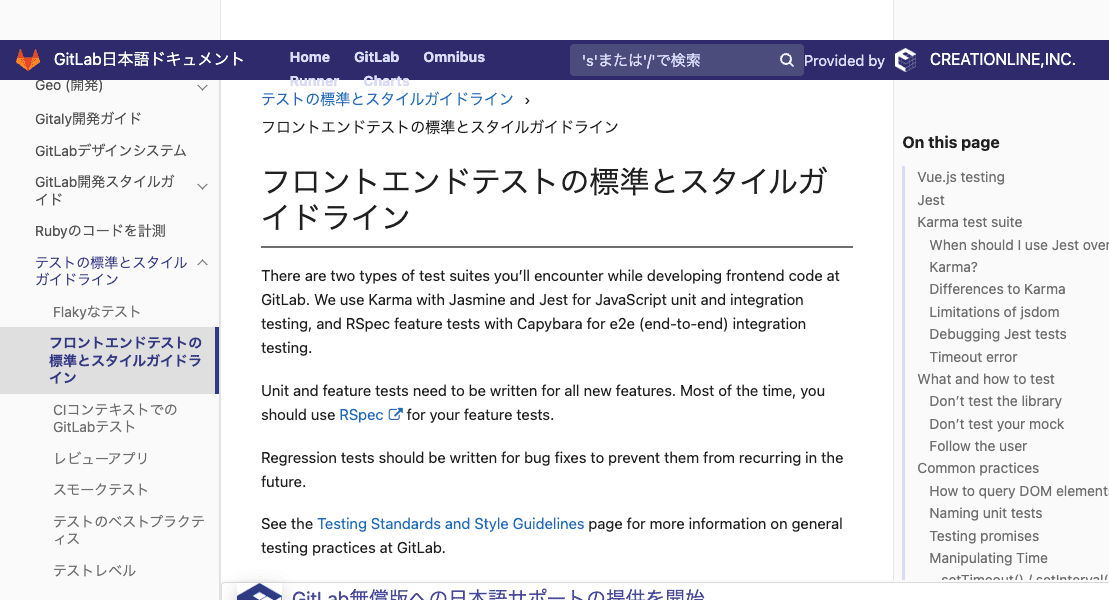 GitLab日本語ドキュメント
Home GitLab Omnibus
Runner Charts
's'または'/'で検索
Provided by CREATIONLINE,INC.
Geo (開発)
Gitaly開発ガイド
GitLabデザインシステム
GitLab開発スタイルガ
イド
Rubyのコードを計測
テストの標準とスタイル
ガイドライン
Flakyなテスト
フロントエンドテストの
標準とスタイルガイドラ
イン
CIコンテキストでの
GitLabテスト
レビューアプリ
スモークテスト
テストのベストプラクテ
ィス
テストレベル
テストの標準とスタイルガイドライン ›
フロントエンドテストの標準とスタイルガイドライン
フロントエンドテストの標準とスタイルガ
イドライン
There are two types of test suites you’ll encounter while developing frontend code at
GitLab. We use Karma with Jasmine and Jest for JavaScript unit and integration
testing, and RSpec feature tests with Capybara for e2e (end-to-end) integration
testing.
Unit and feature tests need to be written for all new features. Most of the time, you
should use RSpec for your feature tests.
Regression tests should be written for bug fixes to prevent them from recurring in the
future.
See the Testing Standards and Style Guidelines page for more information on general
testing practices at GitLab.
GitLab無償版への日本語サポートの提供を開始
On this page
Vue.js testing
Jest
Karma test suite
When should I use Jest over
Karma?
Differences to Karma
Limitations of jsdom
Debugging Jest tests
Timeout error
What and how to test
Don’t test the library
Don’t test your mock
Follow the user
Common practices
How to query DOM elements
Naming unit tests
Testing promises
Manipulating Time
setTimeout() / setInterval(